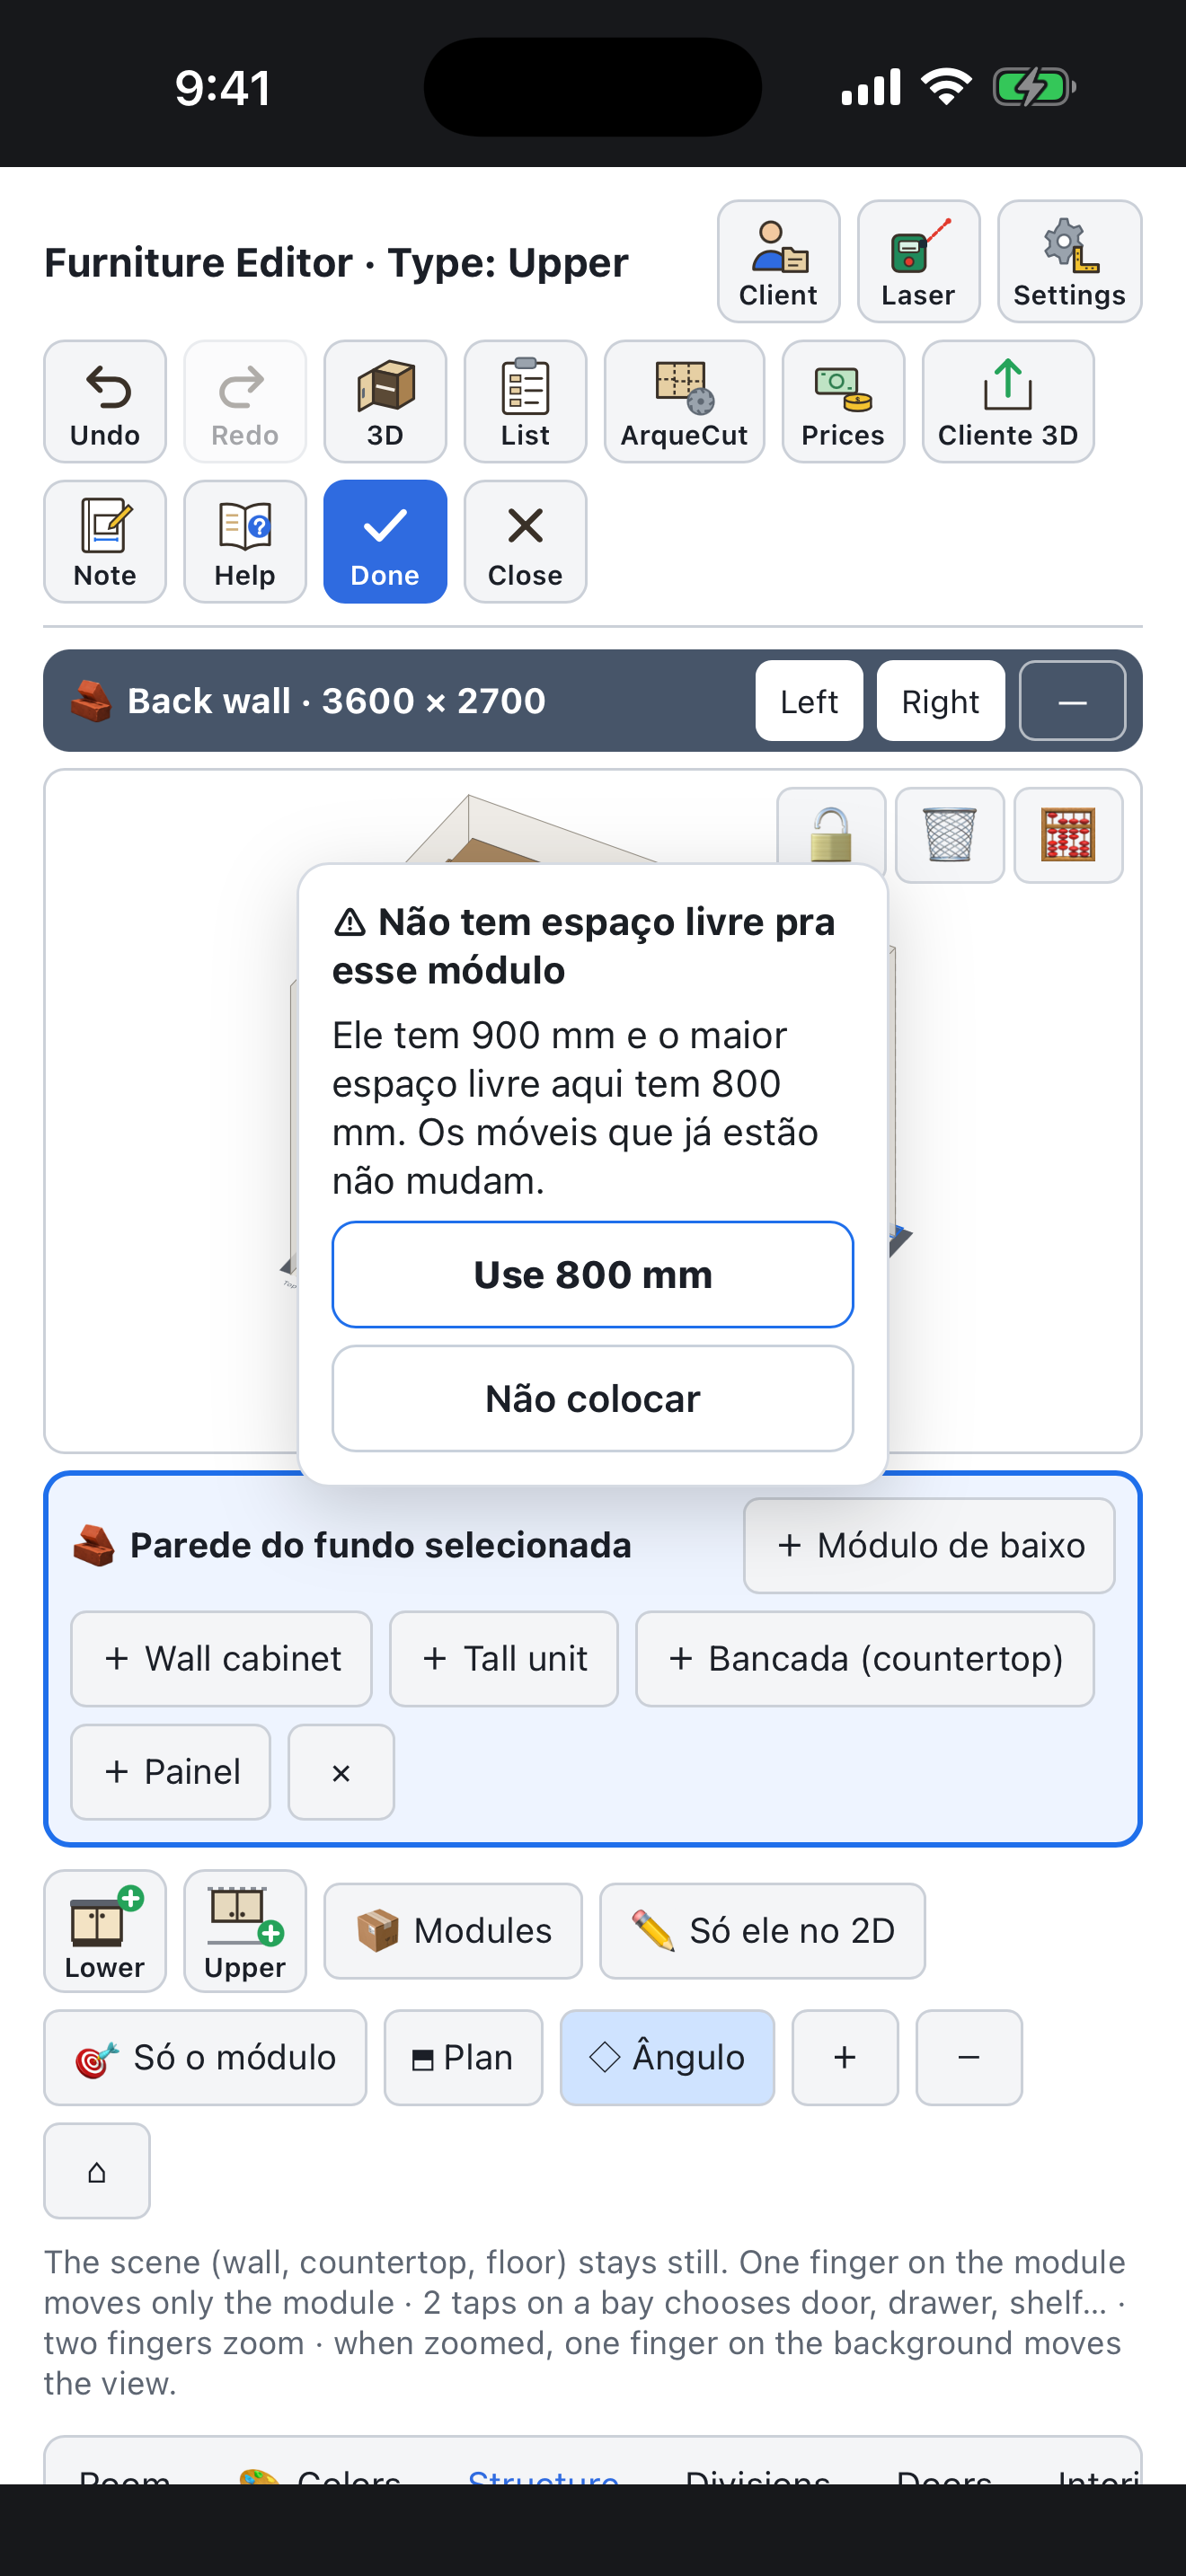 9:41
Furniture Editor · Type: Upper
Client
Laser
Settings
Undo
Redo
3D
List
ArqueCut
Prices
Cliente 3D
Note
Help
Done
Close
Back wall · 3600 × 2700
Left
Right
—
⚠ Não tem espaço livre pra
esse módulo
Ele tem 900 mm e o maior
espaço livre aqui tem 800
mm. Os móveis que já estão
não mudam.
Use 800 mm
Não colocar
Parede do fundo selecionada
+ Módulo de baixo
+ Wall cabinet
+ Tall unit
+ Bancada (countertop)
+ Painel
×
Lower
Upper
Modules
Só ele no 2D
Só o módulo
Plan
Ângulo
+
−
The scene (wall, countertop, floor) stays still. One finger on the module
moves only the module · 2 taps on a bay chooses door, drawer, shelf... ·
two fingers zoom · when zoomed, one finger on the background moves
the view.
Room
Colors
Structure
Divisions
Doors
Interi